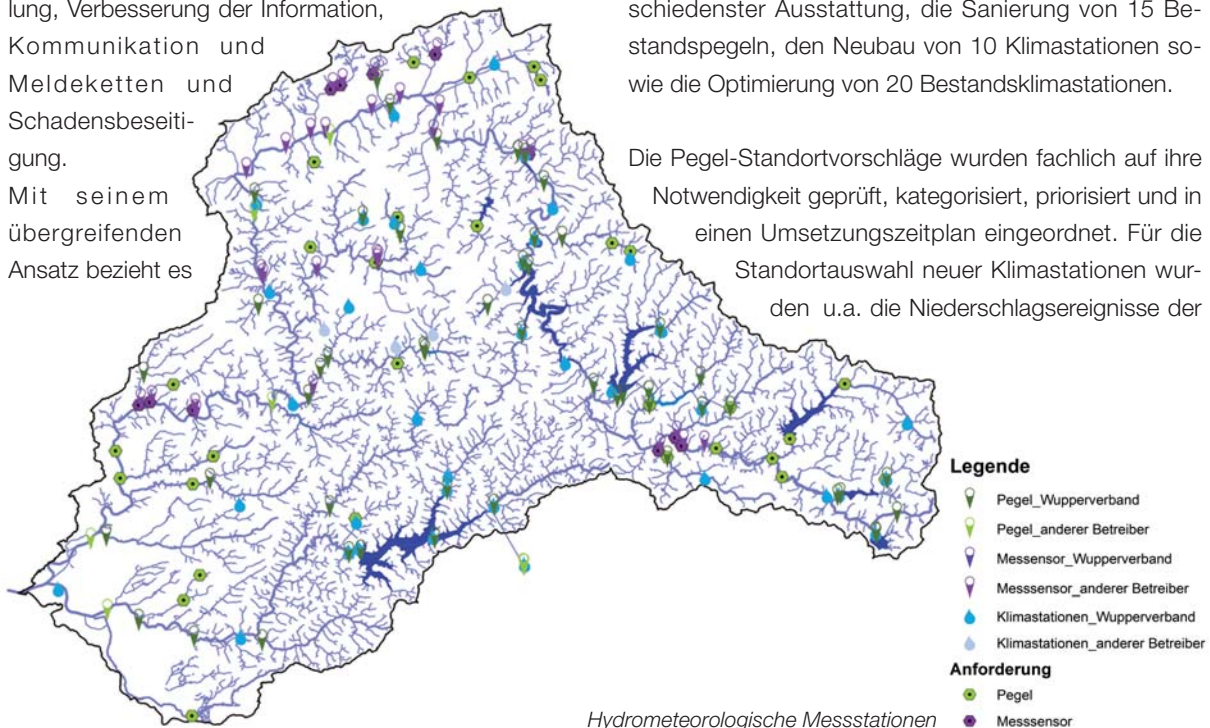 lung, Verbesserung der Information,
Kommunikation und
Meldeketten und
Schadensbeseiti-
gung.
Mit seinem
übergreifenden
Ansatz bezieht es
schiedenster Ausstattung, die Sanierung von 15 Be-
standspegeln, den Neubau von 10 Klimastationen so-
wie die Optimierung von 20 Bestandsklimastationen.
Die Pegel-Standortvorschläge wurden fachlich auf ihre
Notwendigkeit geprüft, kategorisiert, priorisiert und in
einen Umsetzungszeitplan eingeordnet. Für die
Standortauswahl neuer Klimastationen wur-
den u.a. die Niederschlagsereignisse der
Legende
Pegel_Wupperverband
Pegel_anderer Betreiber
Messensor_Wupperverband
Messsensor_anderer Betreiber
Klimastationen_Wupperverband
Klimastationen_anderer Betreiber
Anforderung
Pegel
Messsensor
Hydrometeorologische Messstationen